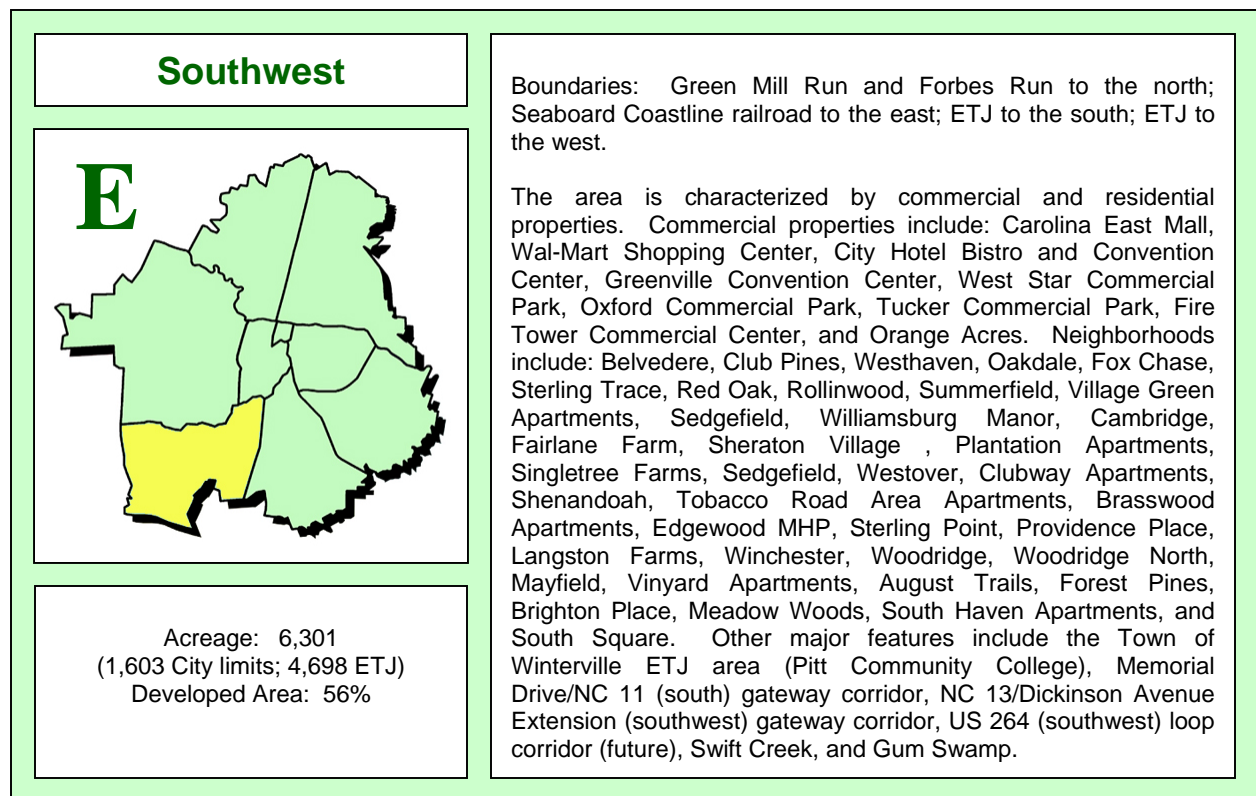 Southwest
E
Acreage: 6,301
(1,603 City limits; 4,698 ETJ)
Developed Area: 56%
Boundaries: Green Mill Run and Forbes Run to the north;
Seaboard Coastline railroad to the east; ETJ to the south; ETJ to
the west.
The area is characterized by commercial and residential
properties. Commercial properties include: Carolina East Mall,
Wal-Mart Shopping Center, City Hotel Bistro and Convention
Center, Greenville Convention Center, West Star Commercial
Park, Oxford Commercial Park, Tucker Commercial Park, Fire
Tower Commercial Center, and Orange Acres. Neighborhoods
include: Belvedere, Club Pines, Westhaven, Oakdale, Fox Chase,
Sterling Trace, Red Oak, Rollinwood, Summerfield, Village Green
Apartments, Sedgefield, Williamsburg Manor, Cambridge,
Fairlane Farm, Sheraton Village , Plantation Apartments,
Singletree Farms, Sedgefield, Westover, Clubway Apartments,
Shenandoah, Tobacco Road Area Apartments, Brasswood
Apartments, Edgewood MHP, Sterling Point, Providence Place,
Langston Farms, Winchester, Woodridge, Woodridge North,
Mayfield, Vinyard Apartments, August Trails, Forest Pines,
Brighton Place, Meadow Woods, South Haven Apartments, and
South Square. Other major features include the Town of
Winterville ETJ area (Pitt Community College), Memorial
Drive/NC 11 (south) gateway corridor, NC 13/Dickinson Avenue
Extension (southwest) gateway corridor, US 264 (southwest) loop
corridor (future), Swift Creek, and Gum Swamp.